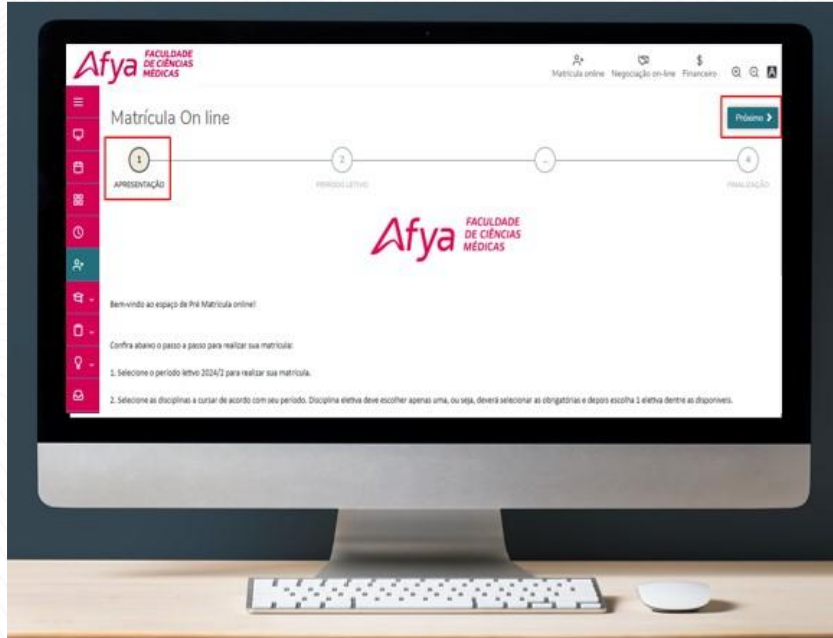 Afya FACULDADE
DE CIÊNCIAS
MÉDICAS
Matrícula online Negociação on-line Financeiro A
Matrícula On line
Próximo
1 2 ... 4
APRESENTAÇÃO PERÍODO LETIVO FINALIZAÇÃO
Afya FACULDADE
DE CIÊNCIAS
MÉDICAS
Bem-vindo ao espaço de Pré Matrícula online!
Confira abaixo o passo a passo para realizar sua matrícula:
1. Selecione o período letivo 2024/2 para realizar sua matrícula.
2. Selecione as disciplinas a cursar de acordo com seu período. Disciplina eletiva deve escolher apenas uma, ou seja, deverá selecionar as obrigatórias e depois escolha 1 eletiva dentre as disponíveis.